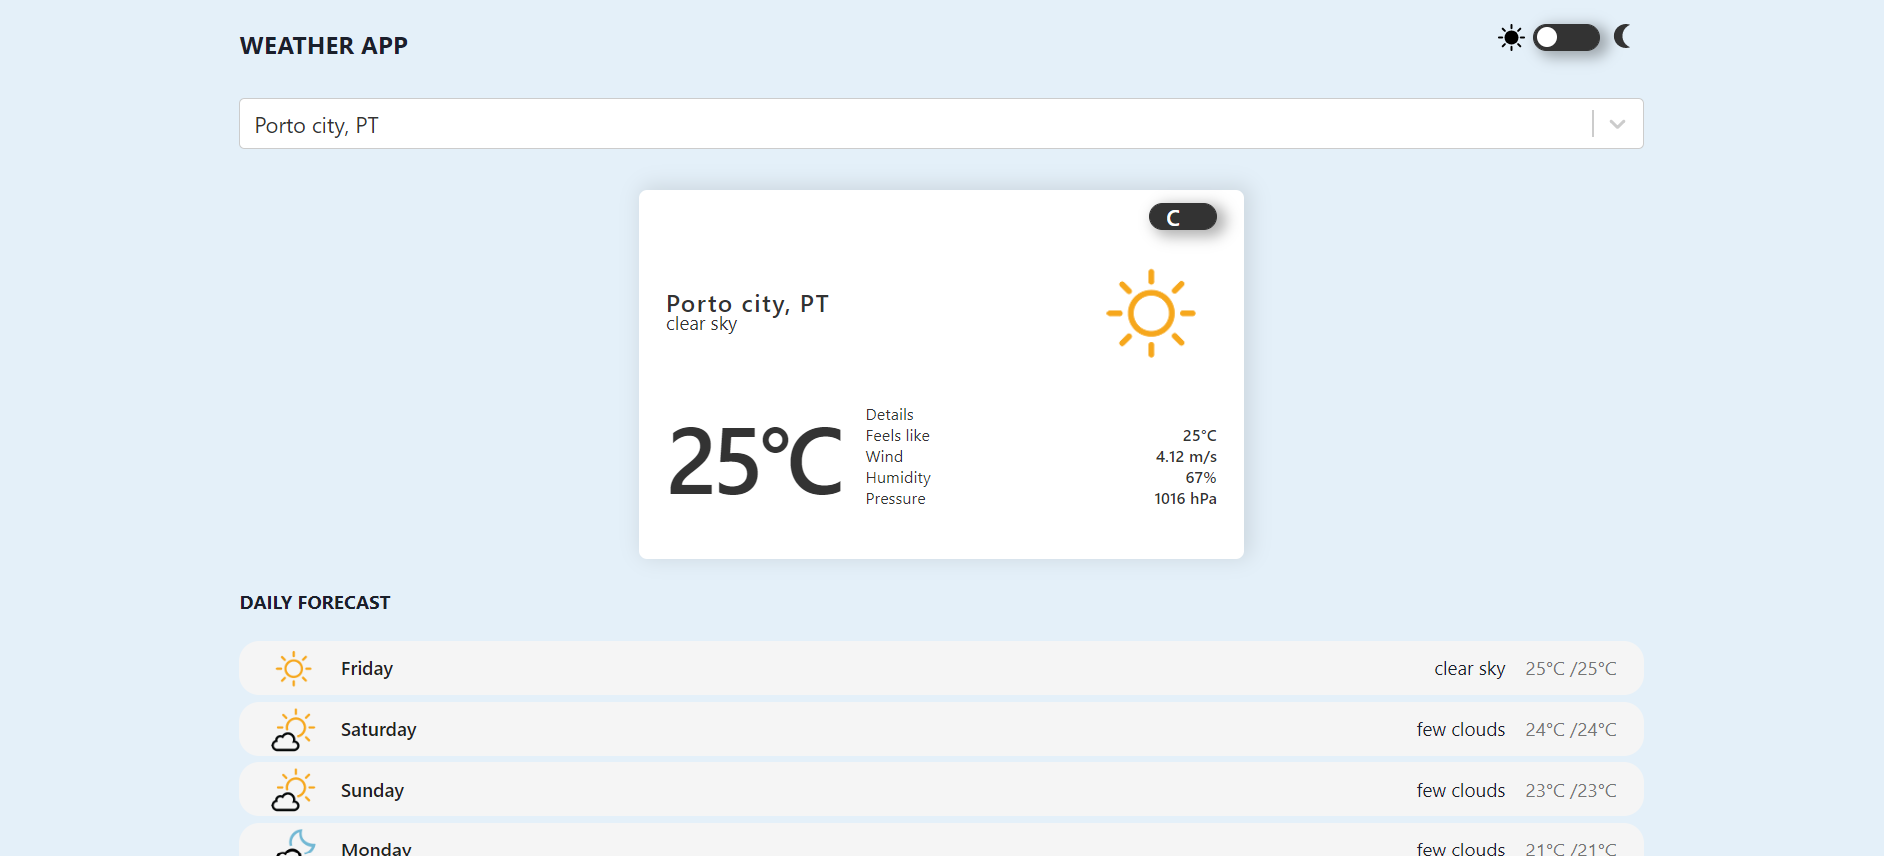 WEATHER APP
Porto city, PT
C
Porto city, PT
clear sky
25°C
Details
Feels like 25°C
Wind 4.12 m/s
Humidity 67%
Pressure 1016 hPa
DAILY FORECAST
Friday clear sky 25°C /25°C
Saturday few clouds 24°C /24°C
Sunday few clouds 23°C /23°C
Monday few clouds 21°C /21°C